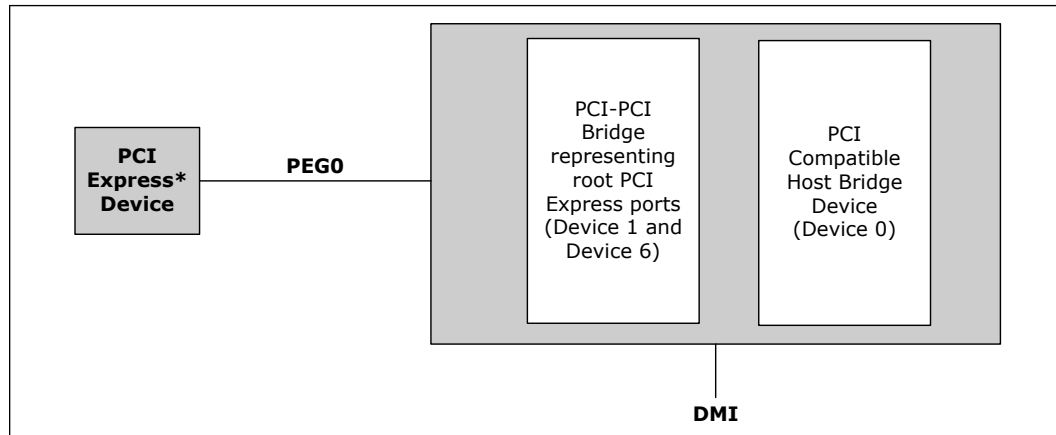 PCI
Express*
Device
PEG0
PCI-PCI
Bridge
representing
root PCI
Express ports
(Device 1 and
Device 6)
PCI
Compatible
Host Bridge
Device
(Device 0)
DMI